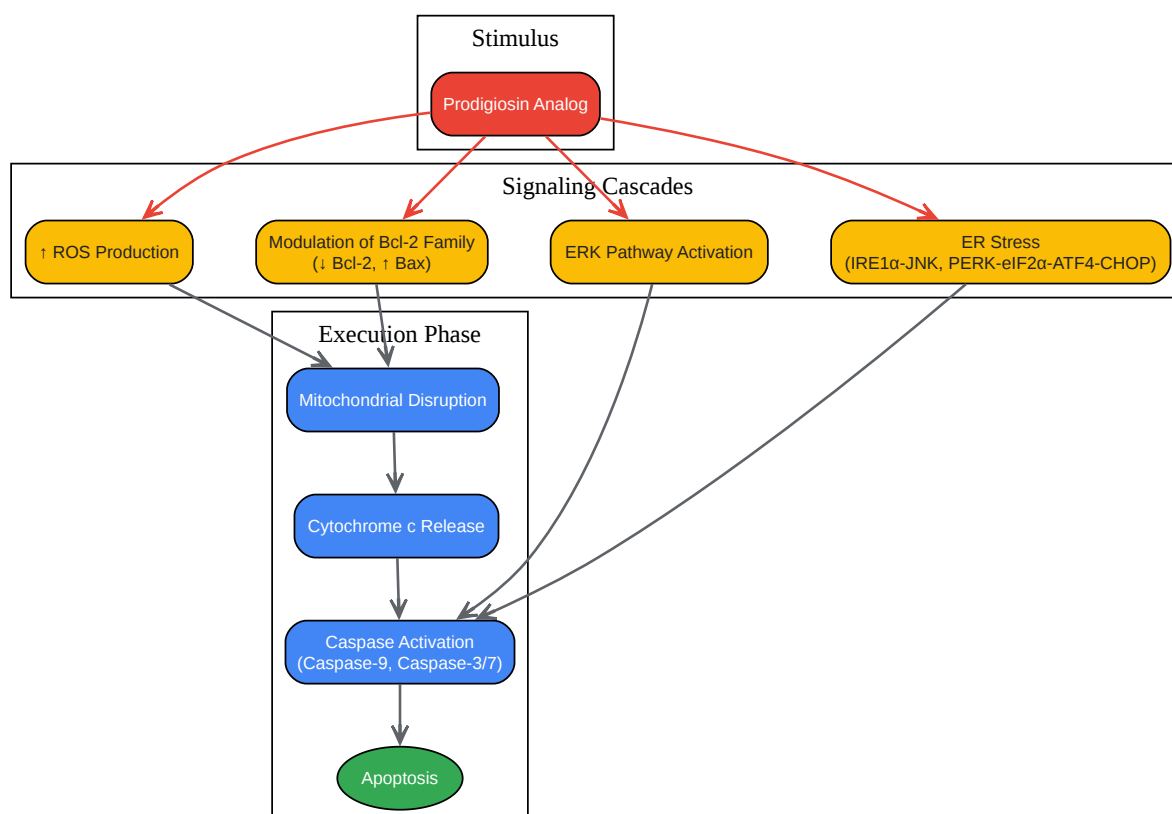 Stimulus
Prodigiosin Analog
Signaling Cascades
↑ ROS Production
Modulation of Bcl-2 Family
(↓ Bcl-2, ↑ Bax)
ERK Pathway Activation
ER Stress
(IRE1α-JNK, PERK-eIF2α-ATF4-CHOP)
Execution Phase
Mitochondrial Disruption
Cytochrome c Release
Caspase Activation
(Caspase-9, Caspase-3/7)
Apoptosis